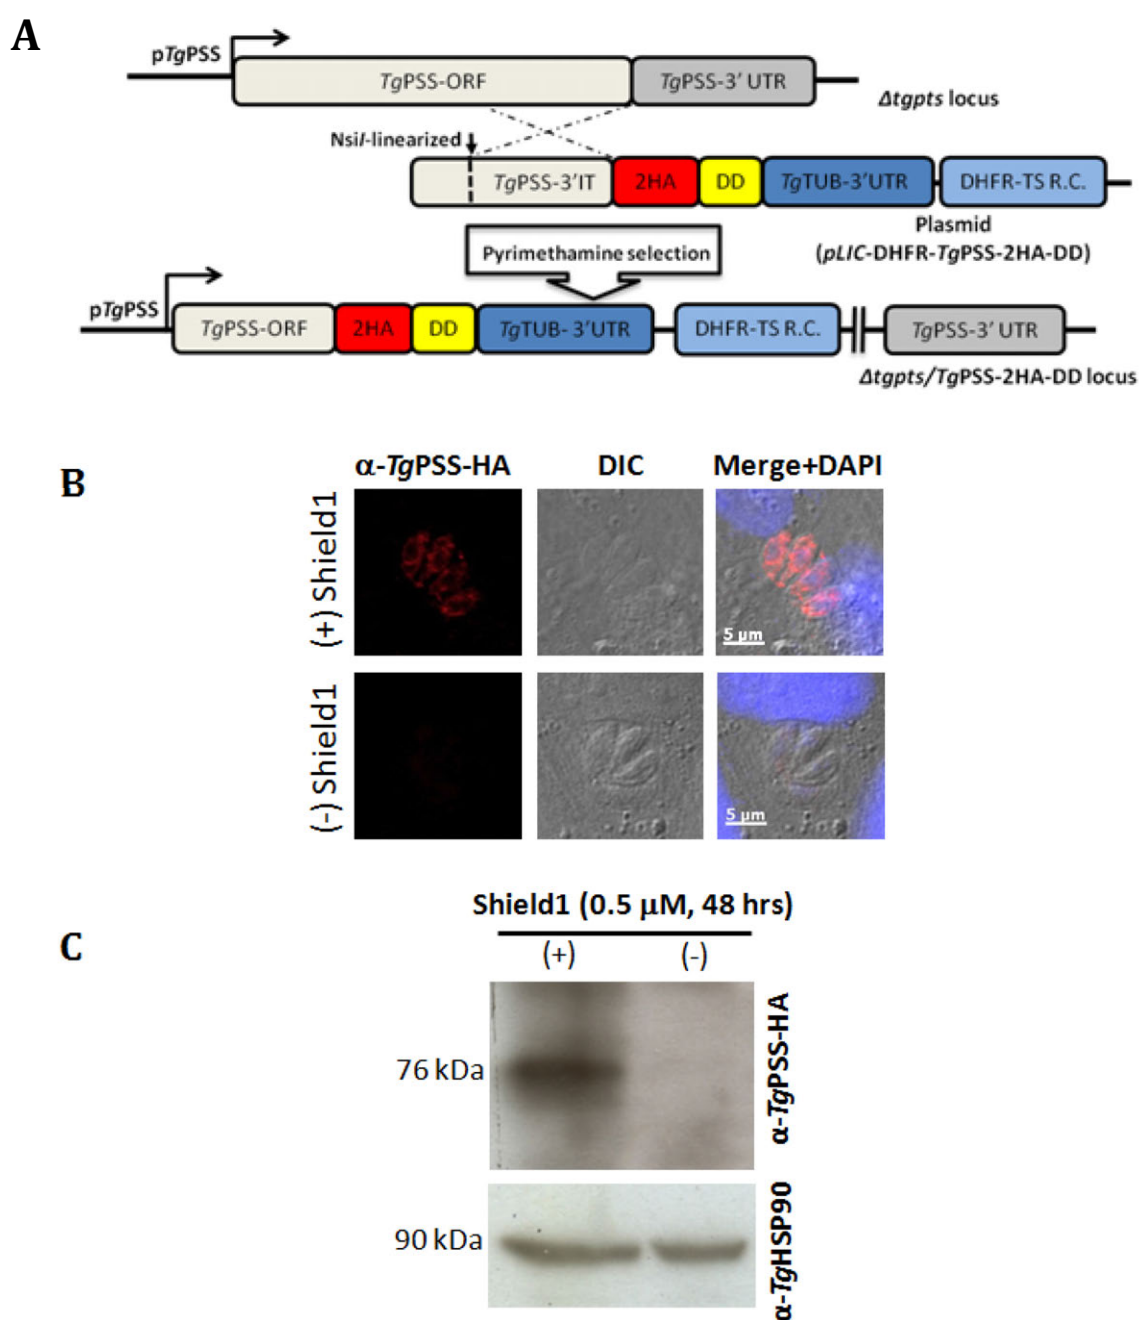 A
pTgPSS
TgPSS-ORF
TgPSS-3' UTR
Δtgpts locus
NsiI-linearized
TgPSS-3'IT
2HA
DD
TgTUB-3'UTR
DHFR-TS R.C.
Plasmid
(pLIC-DHFR-TgPSS-2HA-DD)
Pyrimethamine selection
pTgPSS
TgPSS-ORF
2HA
DD
TgTUB- 3'UTR
DHFR-TS R.C.
TgPSS-3' UTR
Δtgpts/TgPSS-2HA-DD locus
B
α-TgPSS-HA
DIC
Merge+DAPI
(+) Shield1
5 µm
(-) Shield1
5 µm
C
Shield1 (0.5 µM, 48 hrs)
(+)
(-)
76 kDa
α-TgPSS-HA
90 kDa
α-TgHSP90